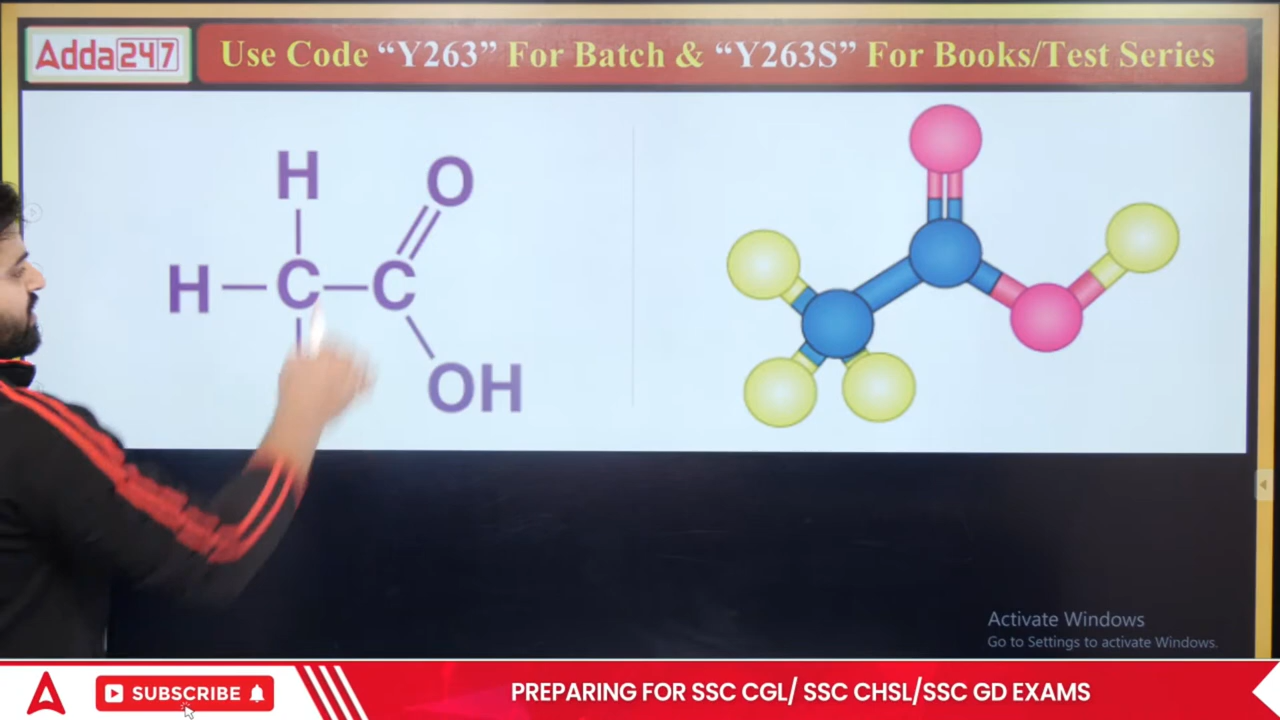 Adda247
Use Code “Y263” For Batch & “Y263S” For Books/Test Series
H
O
H C C
OH
Activate Windows
Go to Settings to activate Windows.
SUBSCRIBE
PREPARING FOR SSC CGL/ SSC CHSL/SSC GD EXAMS